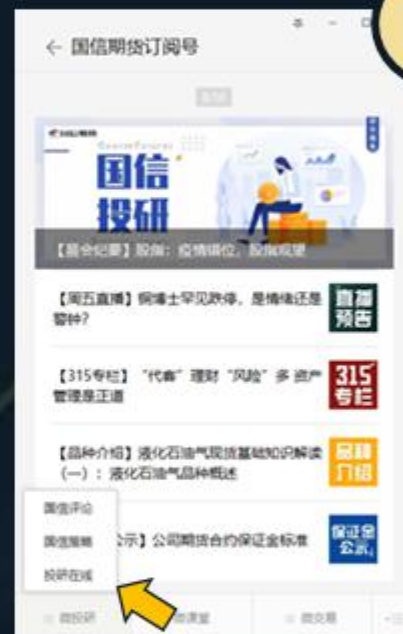 ← 国信期货订阅号
国信
投研
【晨会纪要】股指：疫情错位，股指观望
【周五直播】铜博士罕见跌停，是情绪还是
警钟？
直播
预告
【315专栏】 “代客”理财“风险”多 资产
管理是正道
315
专栏
【品种介绍】液化石油气现货基础知识解读
（一）：液化石油气品种概述
品种
介绍
国信评论
国信策略
投研在线
示】公司期货合约保证金标准
保证金
公示
微投研
微课堂
微交易